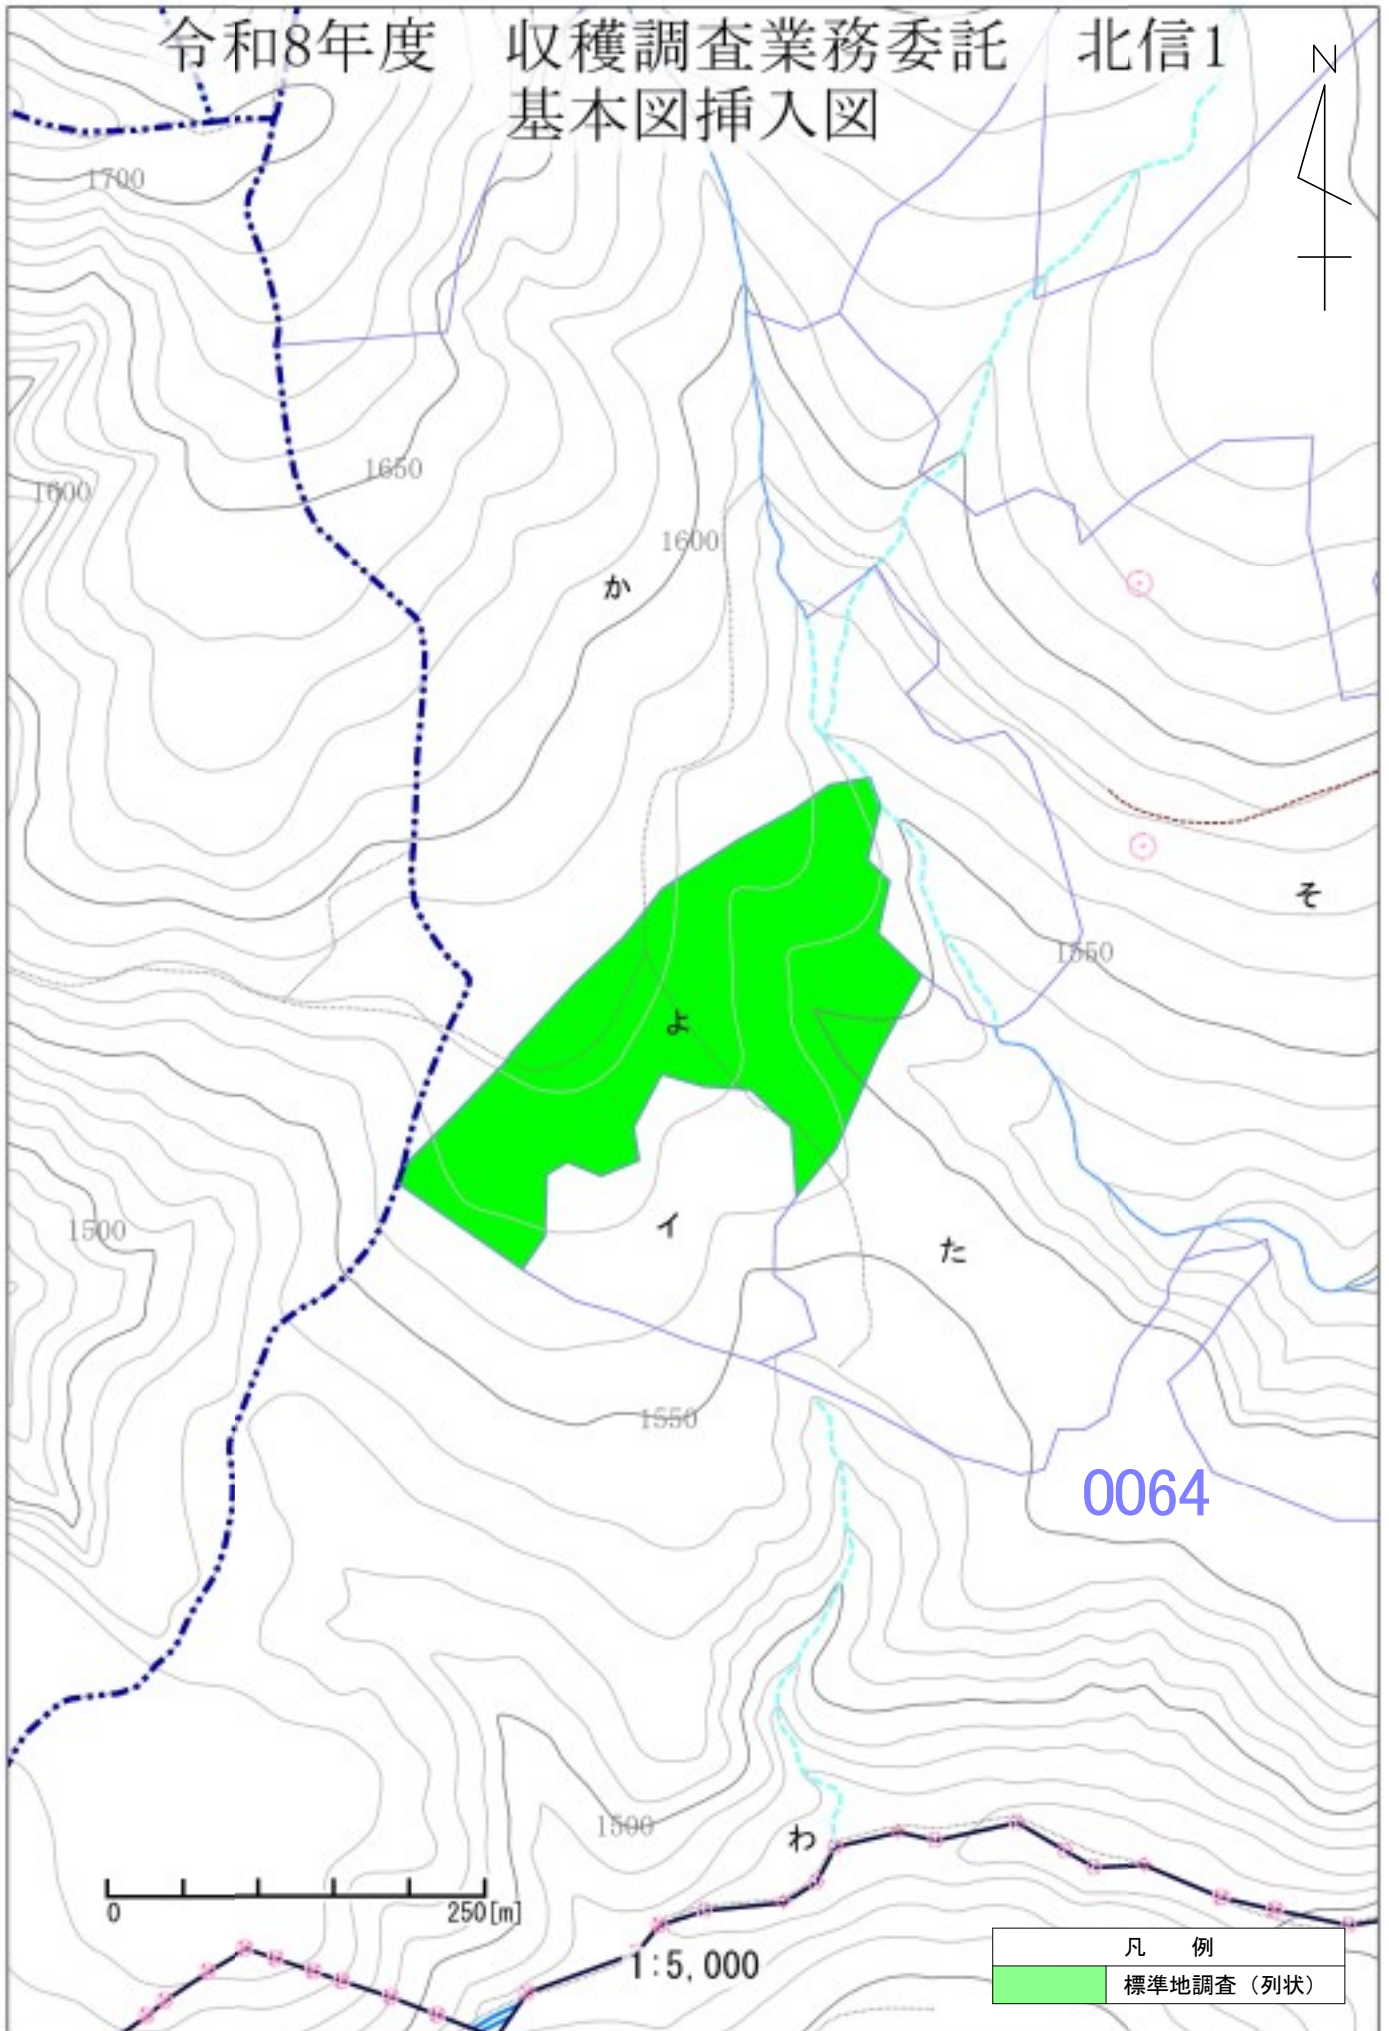 令和8年度　収穫調査業務委託　北信1
基本図挿入図
N
1700
1650
1600
1600
か
そ
1550
よ
1500
イ
た
1550
0064
1500
わ
0 250[m]
1:5,000
凡　例
標準地調査（列状）